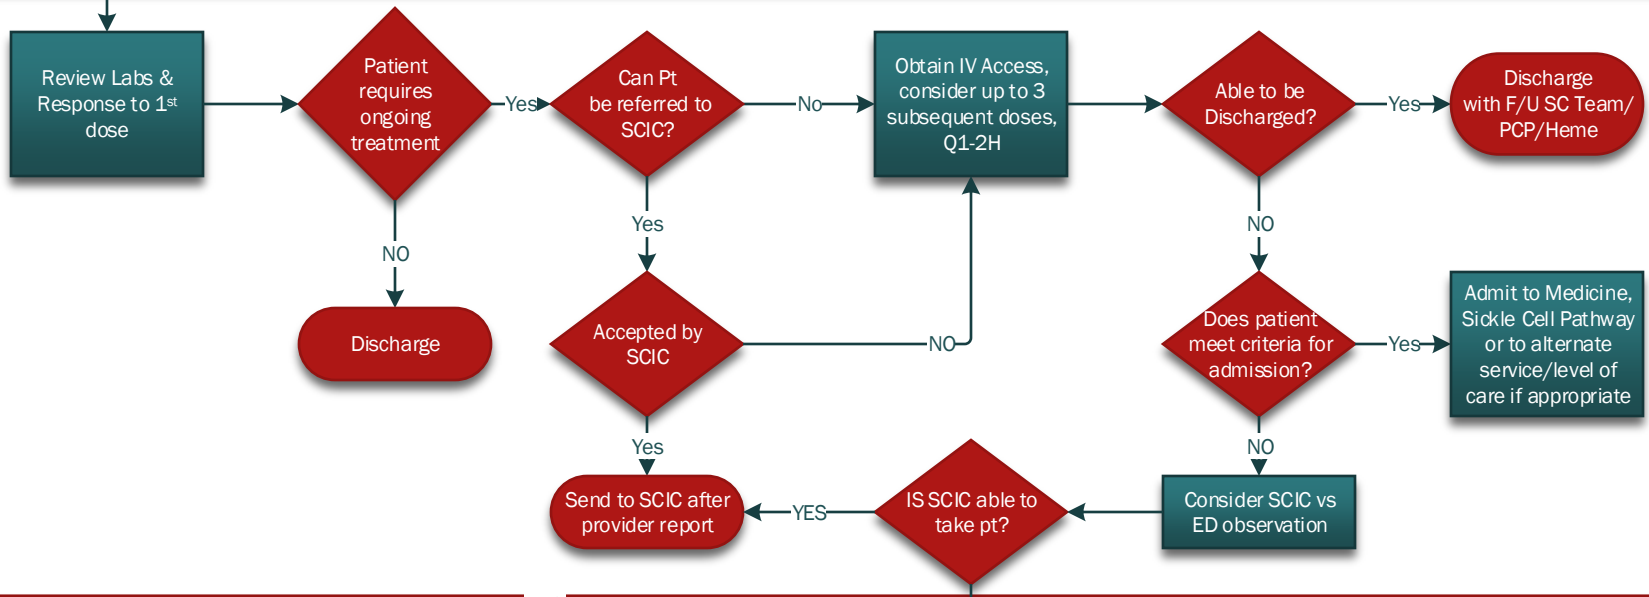 Review Labs &
Response to 1st
dose
Patient
requires
ongoing
treatment
Yes
Can Pt
be referred to
SCIC?
No
Obtain IV Access,
consider up to 3
subsequent doses,
Q1-2H
Able to be
Discharged?
Yes
Discharge
with F/U SC Team/
PCP/Heme
NO
Discharge
Yes
Accepted by
SCIC
NO
NO
Does patient
meet criteria for
admission?
Yes
Admit to Medicine,
Sickle Cell Pathway
or to alternate
service/level of
care if appropriate
Yes
Send to SCIC after
provider report
YES
IS SCIC able to
take pt?
NO
Consider SCIC vs
ED observation